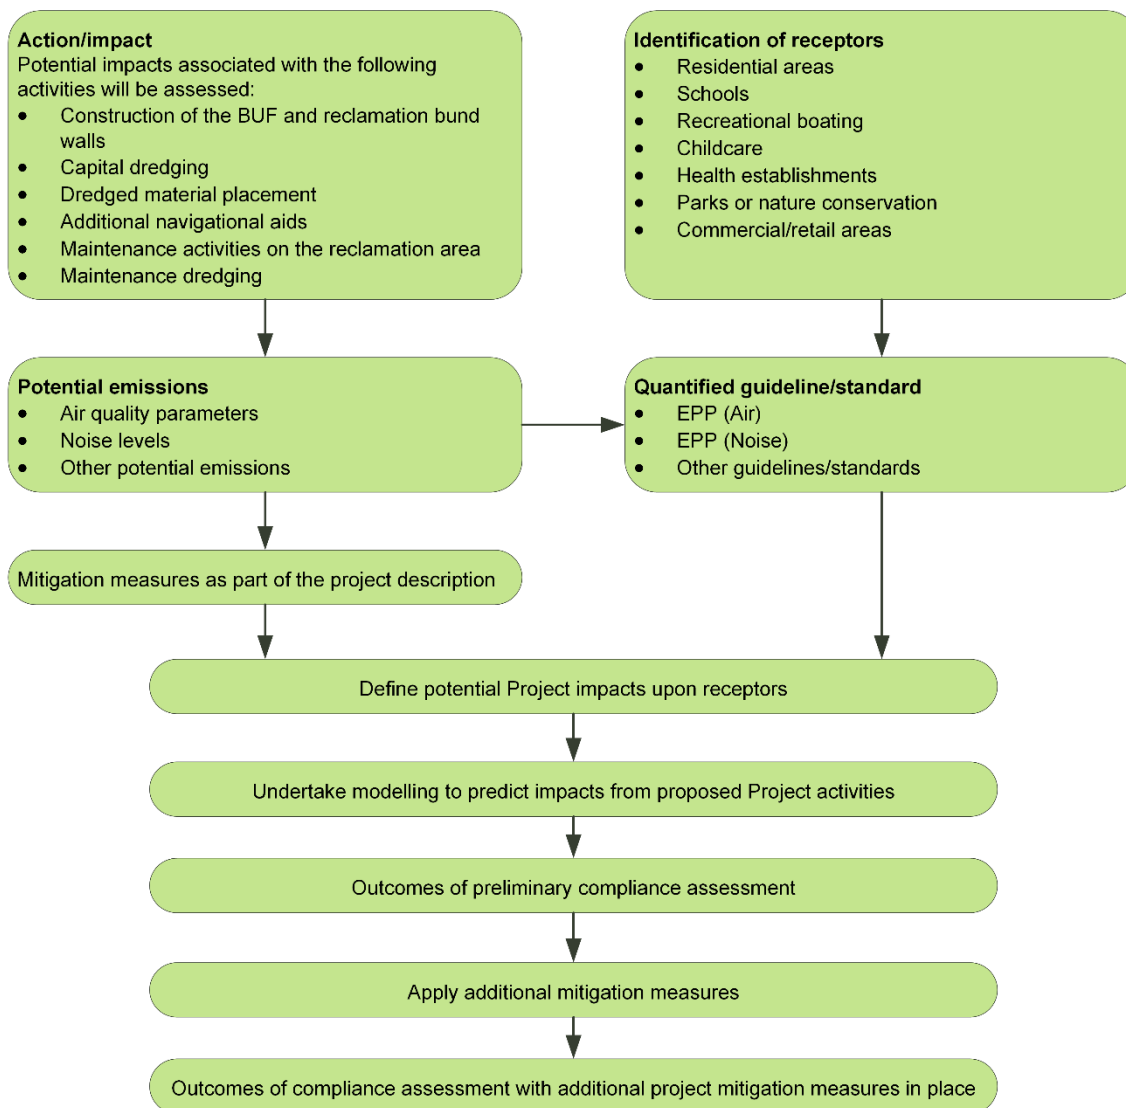 Action/impact
Potential impacts associated with the following
activities will be assessed:
• Construction of the BUF and reclamation bund
walls
• Capital dredging
• Dredged material placement
• Additional navigational aids
• Maintenance activities on the reclamation area
• Maintenance dredging
Identification of receptors
• Residential areas
• Schools
• Recreational boating
• Childcare
• Health establishments
• Parks or nature conservation
• Commercial/retail areas
Potential emissions
• Air quality parameters
• Noise levels
• Other potential emissions
Quantified guideline/standard
• EPP (Air)
• EPP (Noise)
• Other guidelines/standards
Mitigation measures as part of the project description
Define potential Project impacts upon receptors
Undertake modelling to predict impacts from proposed Project activities
Outcomes of preliminary compliance assessment
Apply additional mitigation measures
Outcomes of compliance assessment with additional project mitigation measures in place